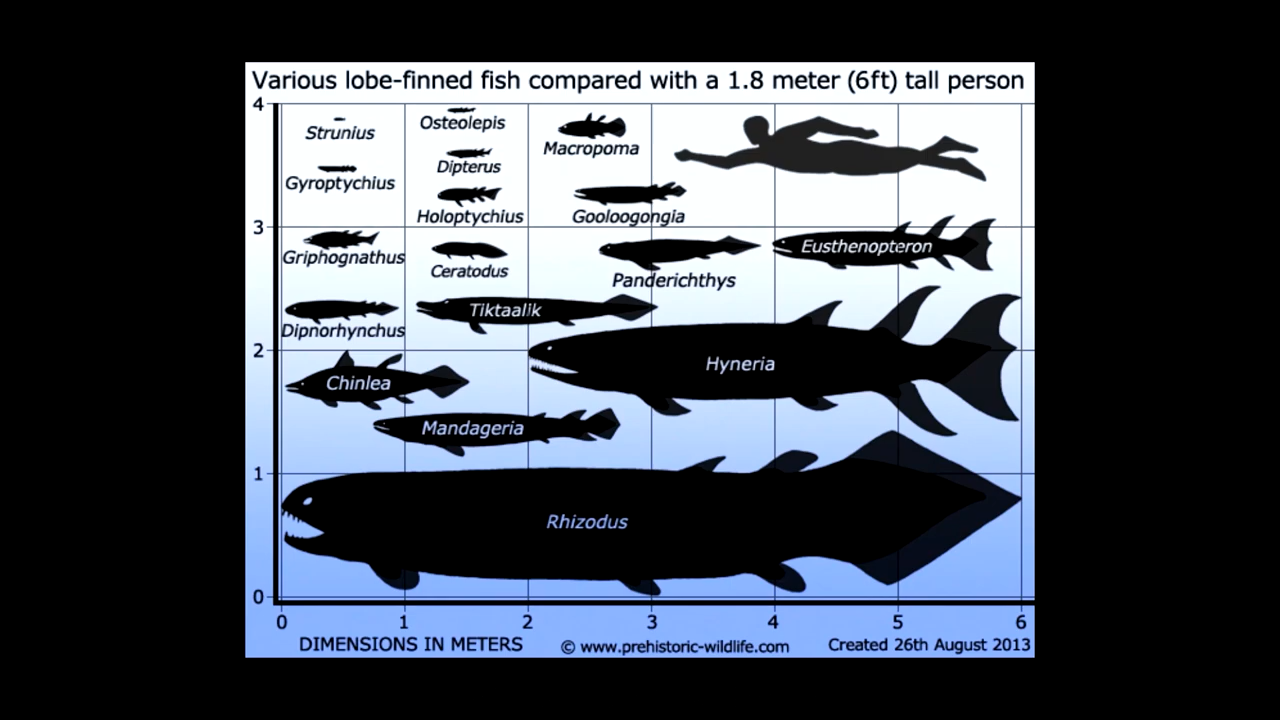 Various lobe-finned fish compared with a 1.8 meter (6ft) tall person
4
Strunius
Osteolepis
Macropoma
Gyroptychius
Dipterus
Holoptychius
Gooloogongia
3
Griphognathus
Ceratodus
Panderichthys
Eusthenopteron
Dipnorhynchus
Tiktaalik
2
Chinlea
Hyneria
Mandageria
1
Rhizodus
0
0 1 2 3 4 5 6
DIMENSIONS IN METERS © www.prehistoric-wildlife.com Created 26th August 2013